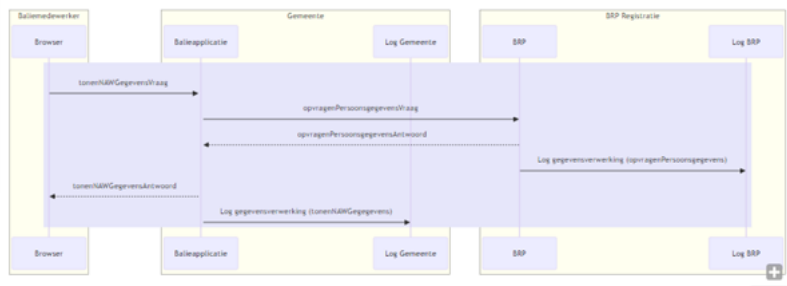 Baliemedewerker
Gemeente
BRP Registratie
Browser
Balieapplicatie
Log Gemeente
BRP
Log BRP
tonenNAWGegevensVraag
opvragenPersoonsgegevensVraag
opvragenPersoonsgegevensAntwoord
Log gegevensverwerking (opvragenPersoonsgegevens)
tonenNAWGegevensAntwoord
Log gegevensverwerking (tonenNAWGegegevens)
Browser
Balieapplicatie
Log Gemeente
BRP
Log BRP